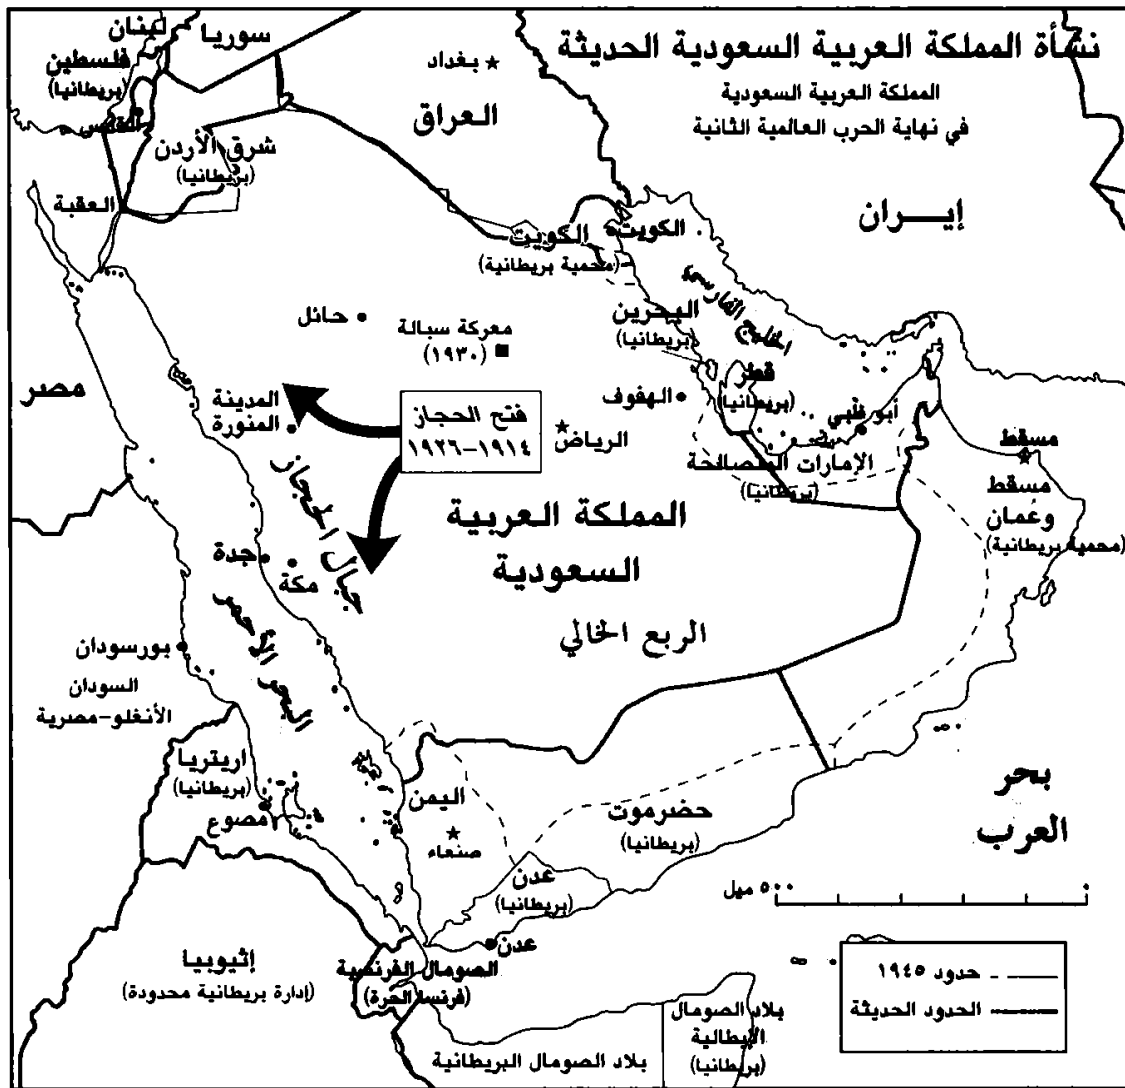 نشأة المملكة العربية السعودية الحديثة
المملكة العربية السعودية
في نهاية الحرب العالمية الثانية
لبنان
سوريا
فلسطين
(بريطانيا)
القدس
بغداد
العراق
شرق الأردن
(بريطانيا)
العقبة
إيـــران
الكويت
الكويت
(محمية بريطانية)
الخليج الفارسي
البحرين
(بريطانيا)
حائل
معركة سبالة
(١٩٣٠)
مصر
المدينة
المنورة
فتح الحجاز
١٩١٤–١٩٢٦
الرياض
الهفوف
قطر
(بريطانيا)
أبو ظبي
الإمارات المتصالحة
(بريطانيا)
مسقط
مسقط
وعُمان
(محمية بريطانية)
جبال الحجاز
المملكة العربية
السعودية
الربع الخالي
جدة
مكة
البحر الأحمر
بورسودان
السودان
الأنغلو–مصرية
اريتريا
(بريطانيا)
مصوع
اليمن
صنعاء
حضرموت
(بريطانيا)
عدن
(بريطانيا)
عدن
بحر
العرب
٥٠٠ ميل
٠
إثيوبيا
(إدارة بريطانية محدودة)
الصومال الفرنسية
(فرنسا الحرة)
بلاد الصومال البريطانية
بلاد الصومال
الإيطالية
(بريطانيا)
حدود ١٩٤٥
الحدود الحديثة